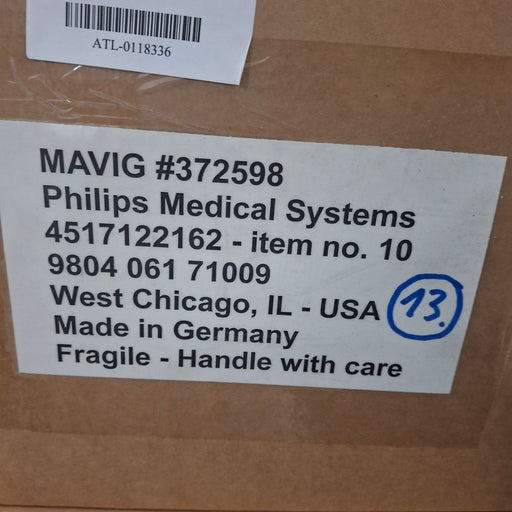 ATL-0118336
MAVIG #372598
Philips Medical Systems
4517122162 - item no. 10
9804 061 71009
West Chicago, IL - USA
13.
Made in Germany
Fragile - Handle with care